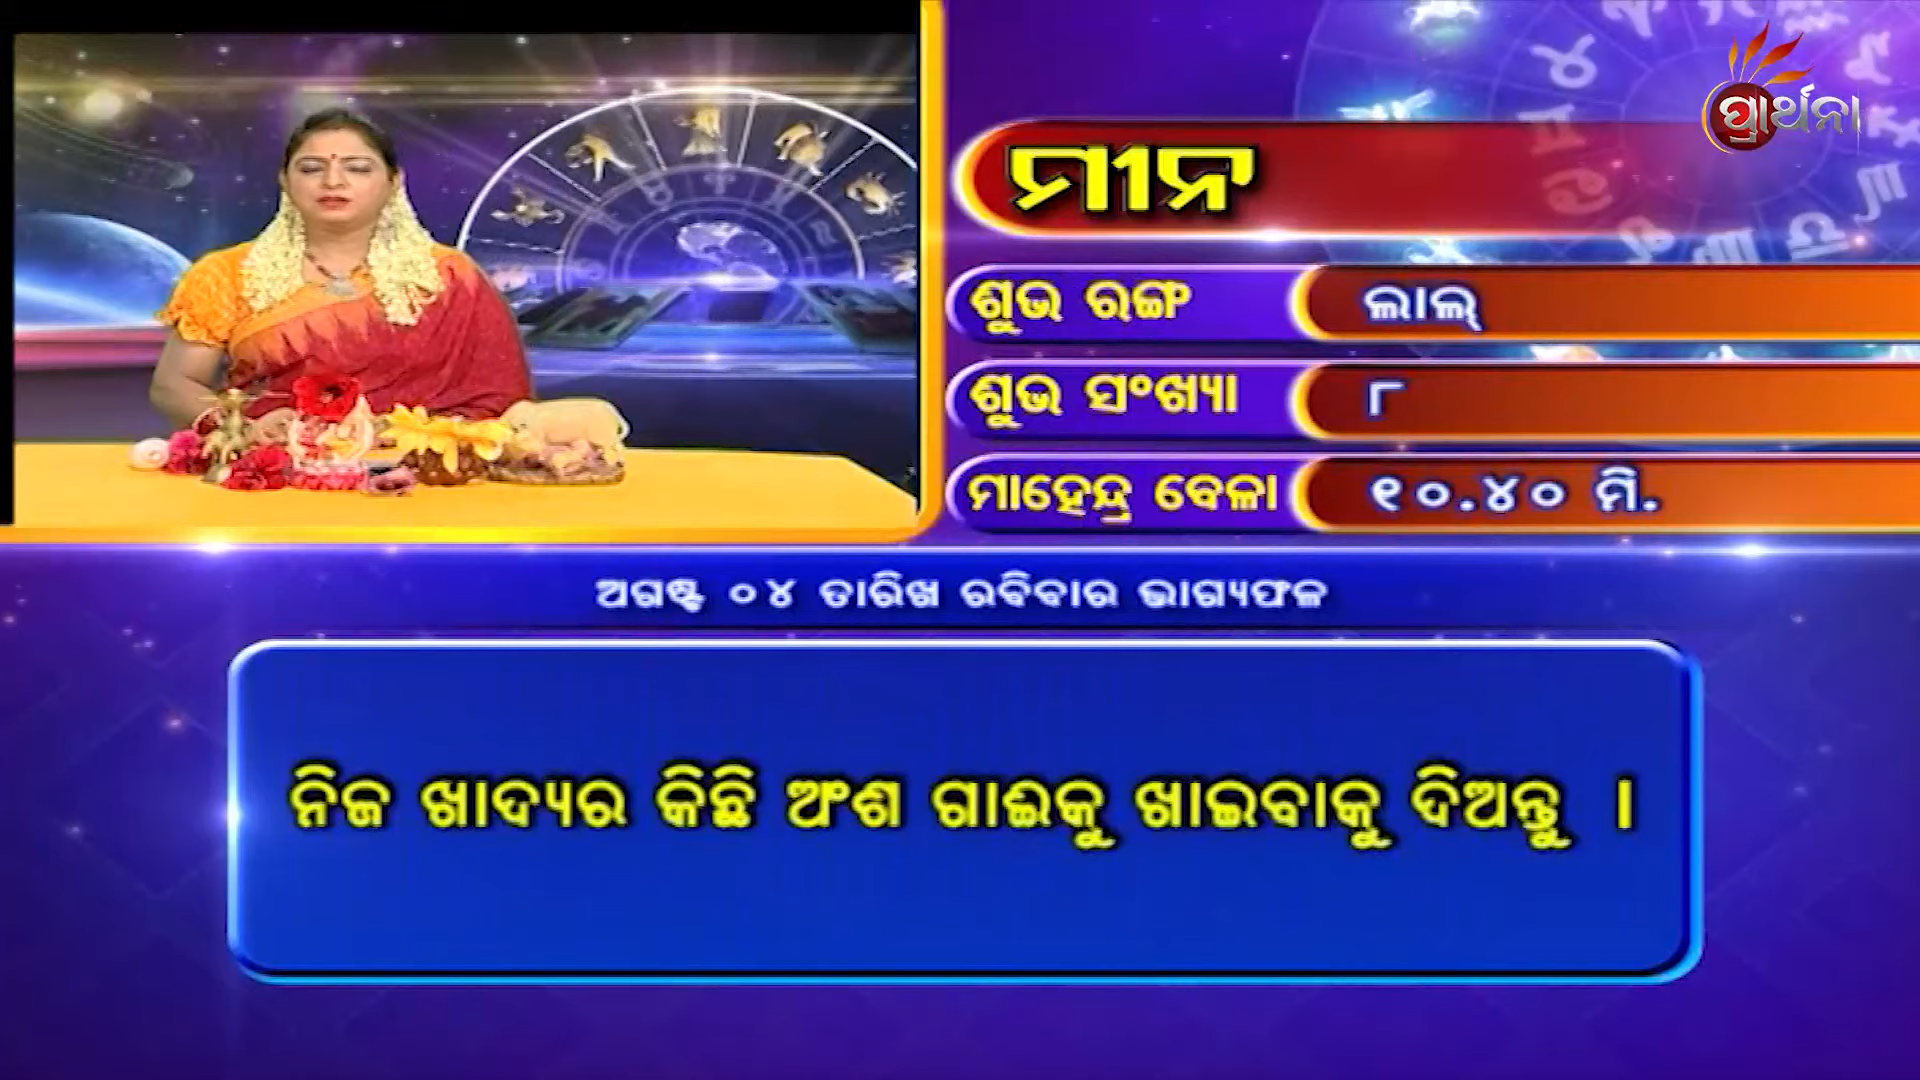 ପ୍ରାର୍ଥନା
ମୀନ
ଶୁଭ ରଙ୍ଗ ଲାଲ୍
ଶୁଭ ସଂଖ୍ୟା ୮
ମାହେନ୍ଦ୍ର ବେଳା ୧୦.୪୦ ମି.
ଅଗଷ୍ଟ ୦୪ ତାରିଖ ରବିବାର ଭାଗ୍ୟଫଳ
ନିଜ ଖାଦ୍ୟର କିଛି ଅଂଶ ଗାଈକୁ ଖାଇବାକୁ ଦିଅନ୍ତୁ ।